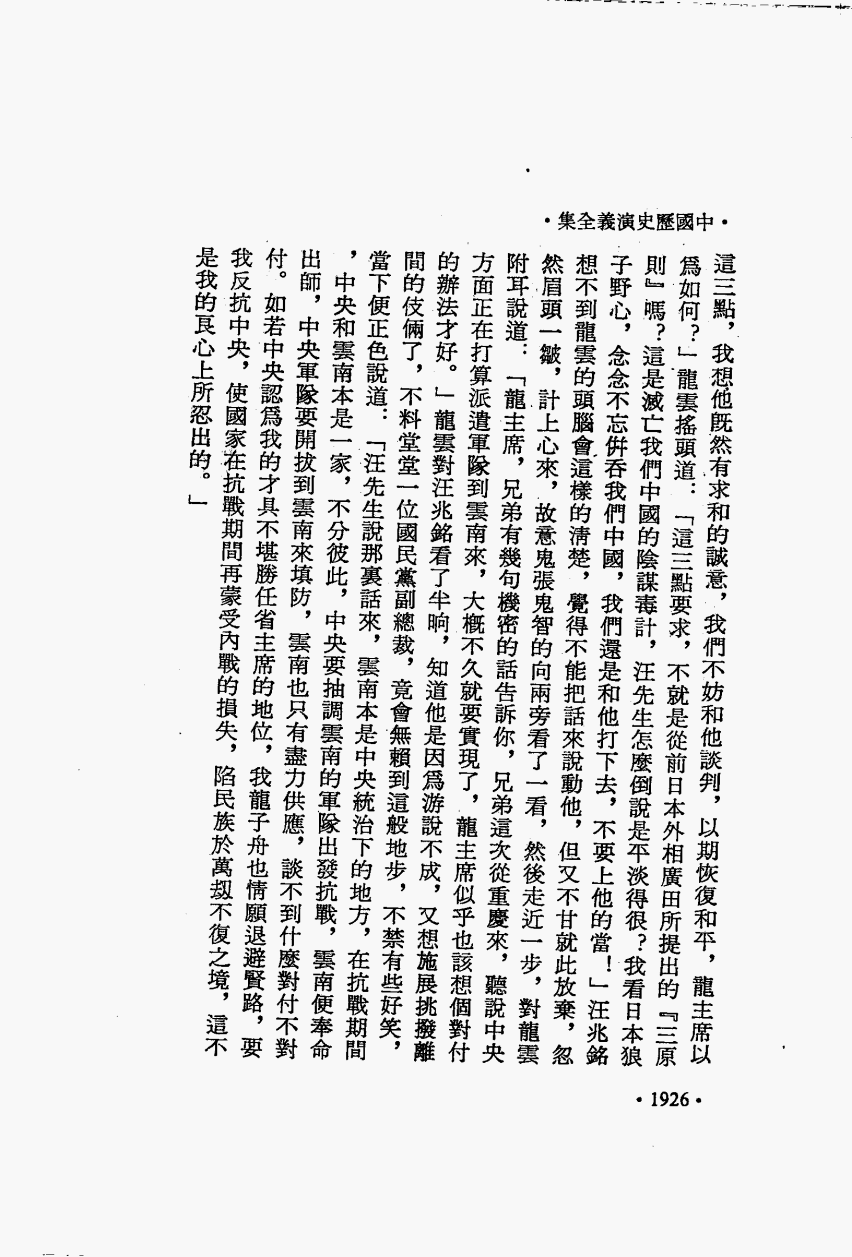 •中國歷史演義全集•
這三點，我想他旣然有求和的誠意，我們不妨和他談判，以期恢復和平，龍主席以
爲如何？」龍雲搖頭道：「這三點要求，不就是從前日本外相廣田所提出的『三原
則』嗎？這是滅亡我們中國的陰謀毒計，汪先生怎麼倒說是平淡得很？我看日本狼
子野心，念念不忘倂吞我們中國，我們還是和他打下去，不要上他的當！」汪兆銘
想不到龍雲的頭腦會這樣的淸楚，覺得不能把話來說動他，但又不甘就此放棄，忽
然眉頭一皺，計上心來，故意鬼張鬼智的向兩旁看了一看，然後走近一步，對龍雲
附耳說道：「龍主席，兄弟有幾句機密的話告訴你，兄弟這次從重慶來，聽說中央
方面正在打算派遣軍隊到雲南來，大槪不久就要實現了，龍主席似乎也該想個對付
的辦法才好。」龍雲對汪兆銘看了半晌，知道他是因爲游說不成，又想施展挑撥離
間的伎倆了，不料堂堂一位國民黨副總裁，竟會無賴到這般地步，不禁有些好笑，
當下便正色說道：「汪先生說那裏話來，雲南本是中央統治下的地方，在抗戰期間
，中央和雲南本是一家，不分彼此，中央要抽調雲南的軍隊出發抗戰，雲南便奉命
出師，中央軍隊要開拔到雲南來塡防，雲南也只有盡力供應，談不到什麼對付不對
付。如若中央認爲我的才具不堪勝任省主席的地位，我龍子舟也情願退避賢路，要
我反抗中央，使國家在抗戰期間再蒙受內戰的損失，陷民族於萬刼不復之境，這不
是我的良心上所忍出的。」
•1926•